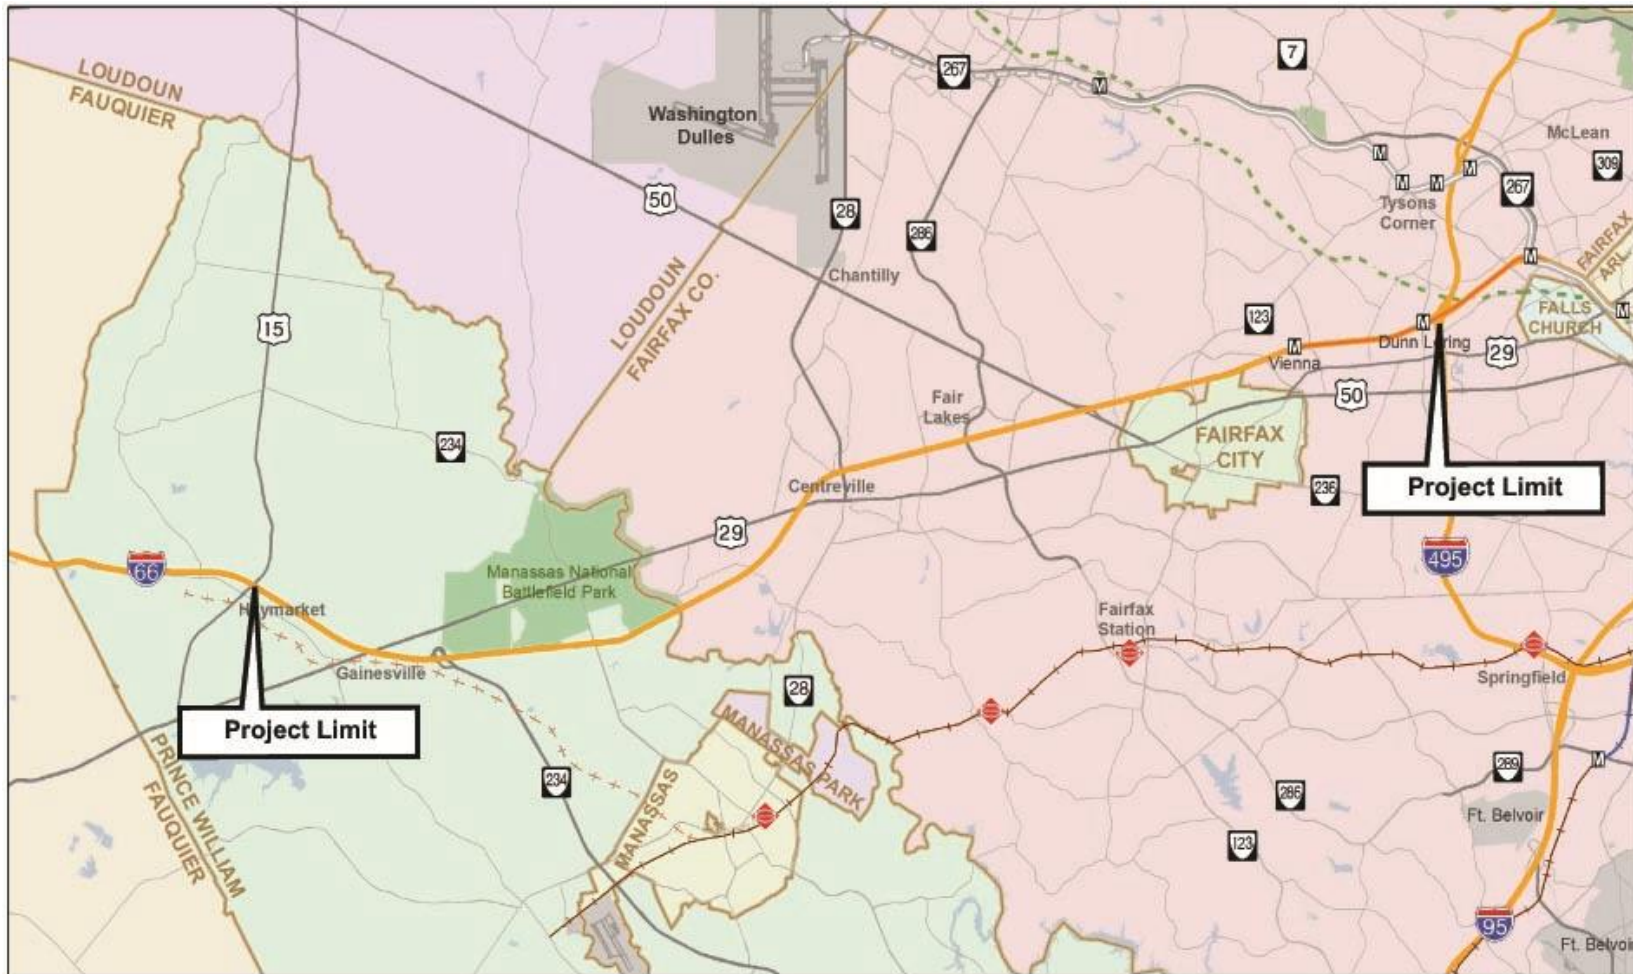 LOUDOUN
FAUQUIER
Washington
Dulles
267
7
M
McLean
309
M
M
M
M
267
Tysons
Corner
50
28
286
LOUDOUN
FAIRFAX CO.
Chantilly
FAIRFAX
ARL.
M
15
123
M
FALLS
CHURCH
M
Dunn Loring
29
M
Vienna
50
Fair
Lakes
234
FAIRFAX
CITY
Centreville
236
Project Limit
29
495
66
Manassas National
Battlefield Park
Haymarket
Fairfax
Station
Gainesville
Springfield
28
Project Limit
MANASSAS PARK
PRINCE WILLIAM
FAUQUIER
234
MANASSAS
M
289
286
Ft. Belvoir
123
95
Ft. Belvoir